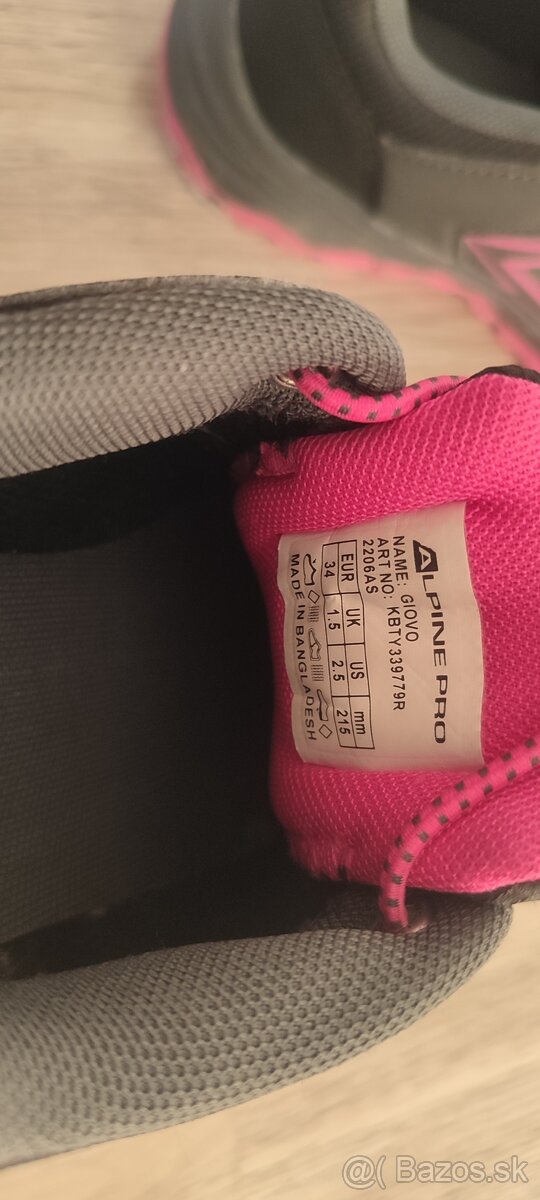 ALPINE PRO
NAME: GIOVO
ART NO: KBTY339779R
2206AS
EUR UK US mm
34 1.5 2.5 215
MADE IN BANGLADESH
@( Bazos.sk